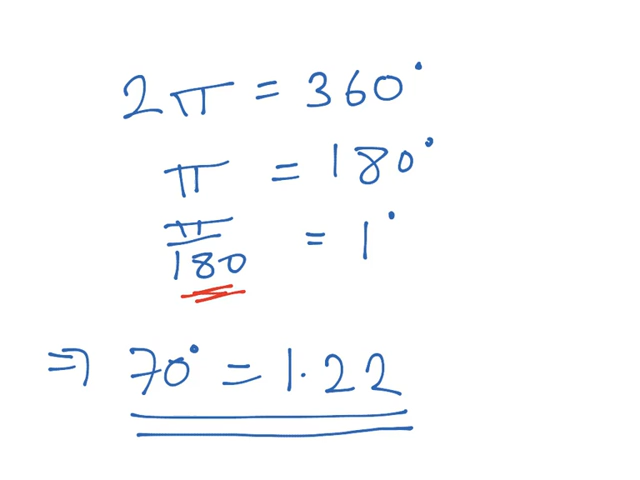 2π = 360°
π = 180°
π/180 = 1°
⇒ 70° = 1.22